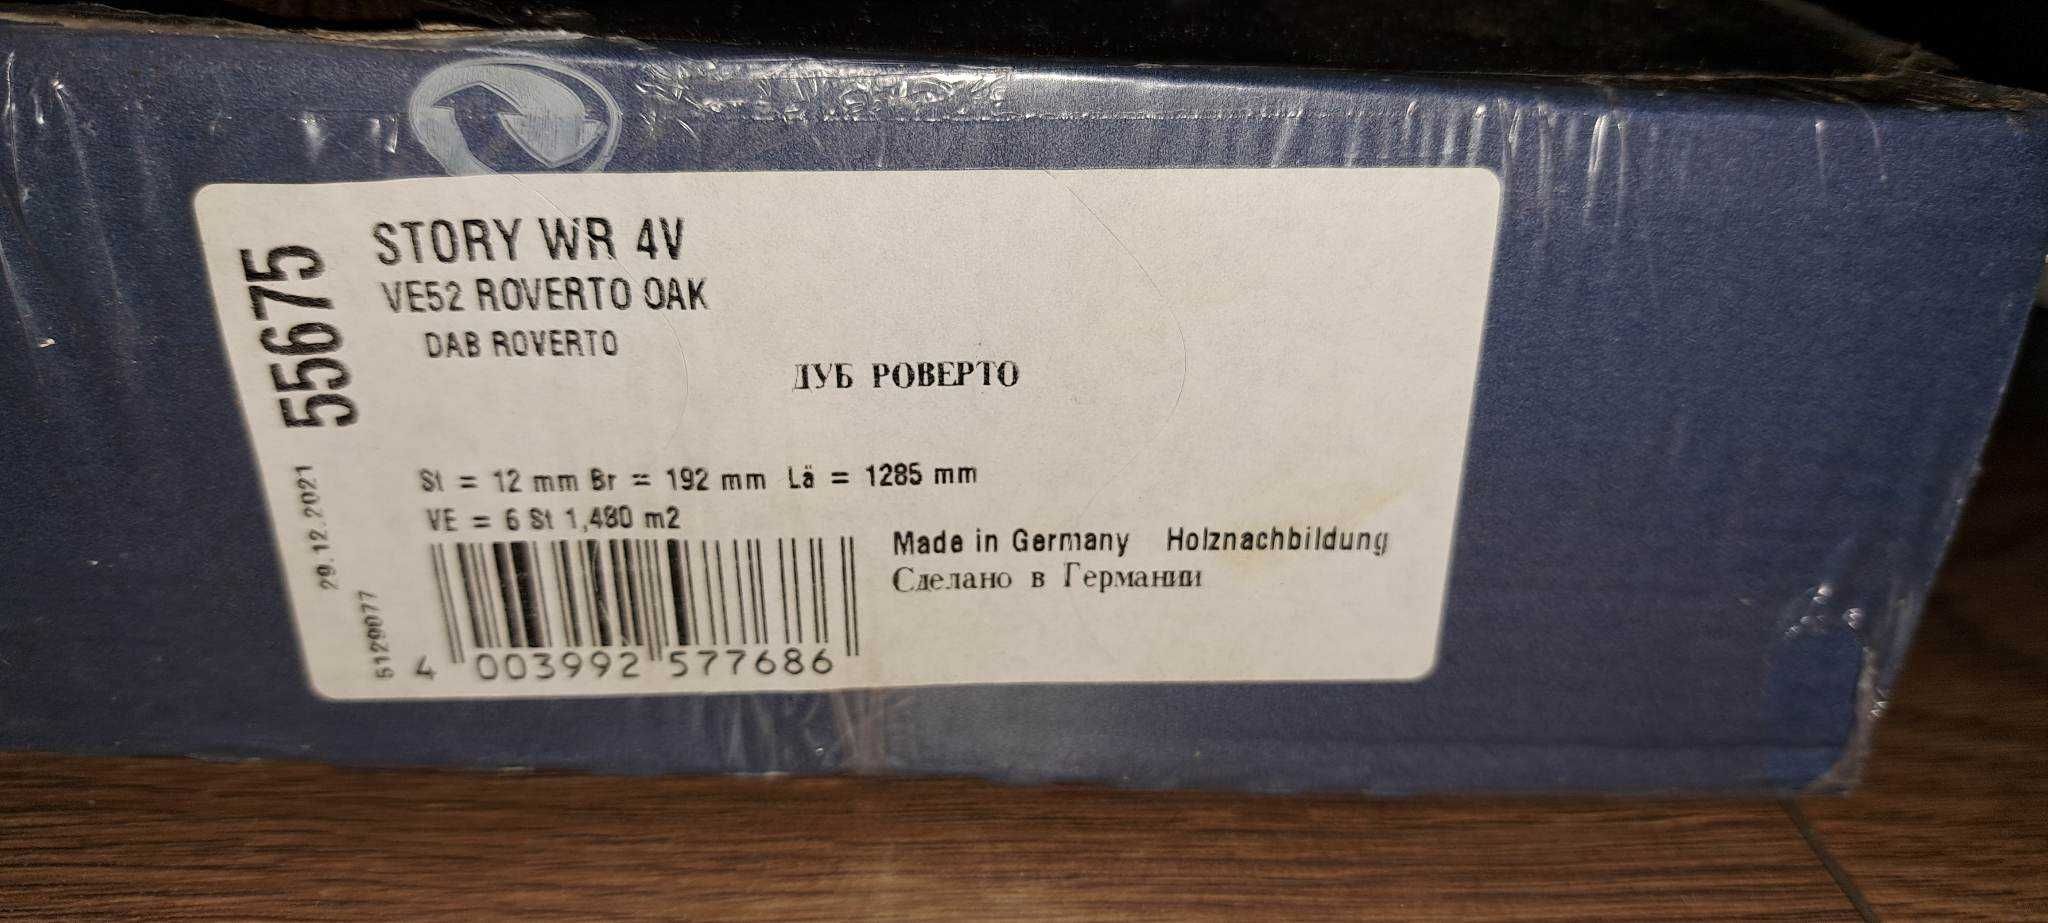 55675
29.12.2021
5129077
STORY WR 4V
VE52 ROVERTO OAK
DAB ROVERTO
ДУБ РОВЕРТО
St = 12 mm Br = 192 mm Lä = 1285 mm
VE = 6 St 1,480 m2
Made in Germany Holznachbildung
Сделано в Германии
4 003992 577686